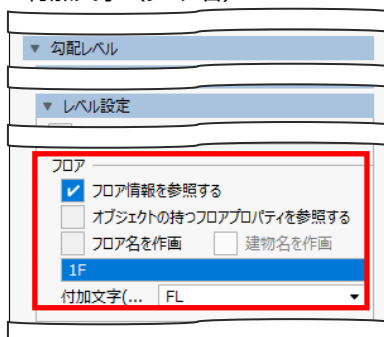 ▼ 勾配レベル
▼ レベル設定
フロア
フロア情報を参照する
オブジェクトの持つフロアプロパティを参照する
フロア名を作画 建物名を作画
1F
付加文字(... FL